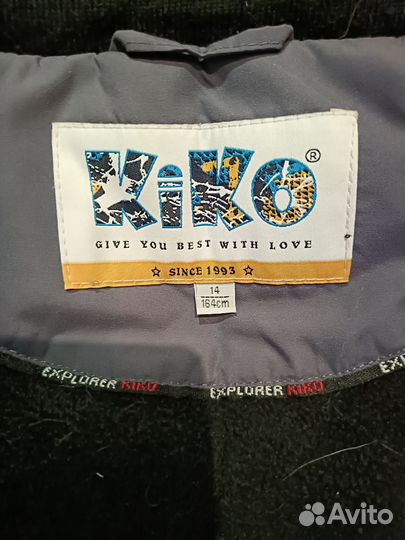 KiKO®
GIVE YOU BEST WITH LOVE
☆ SINCE 1993 ☆
14
164cm
EXPLORER KIKO EXPLORER KIKO EXPLORER
Avito